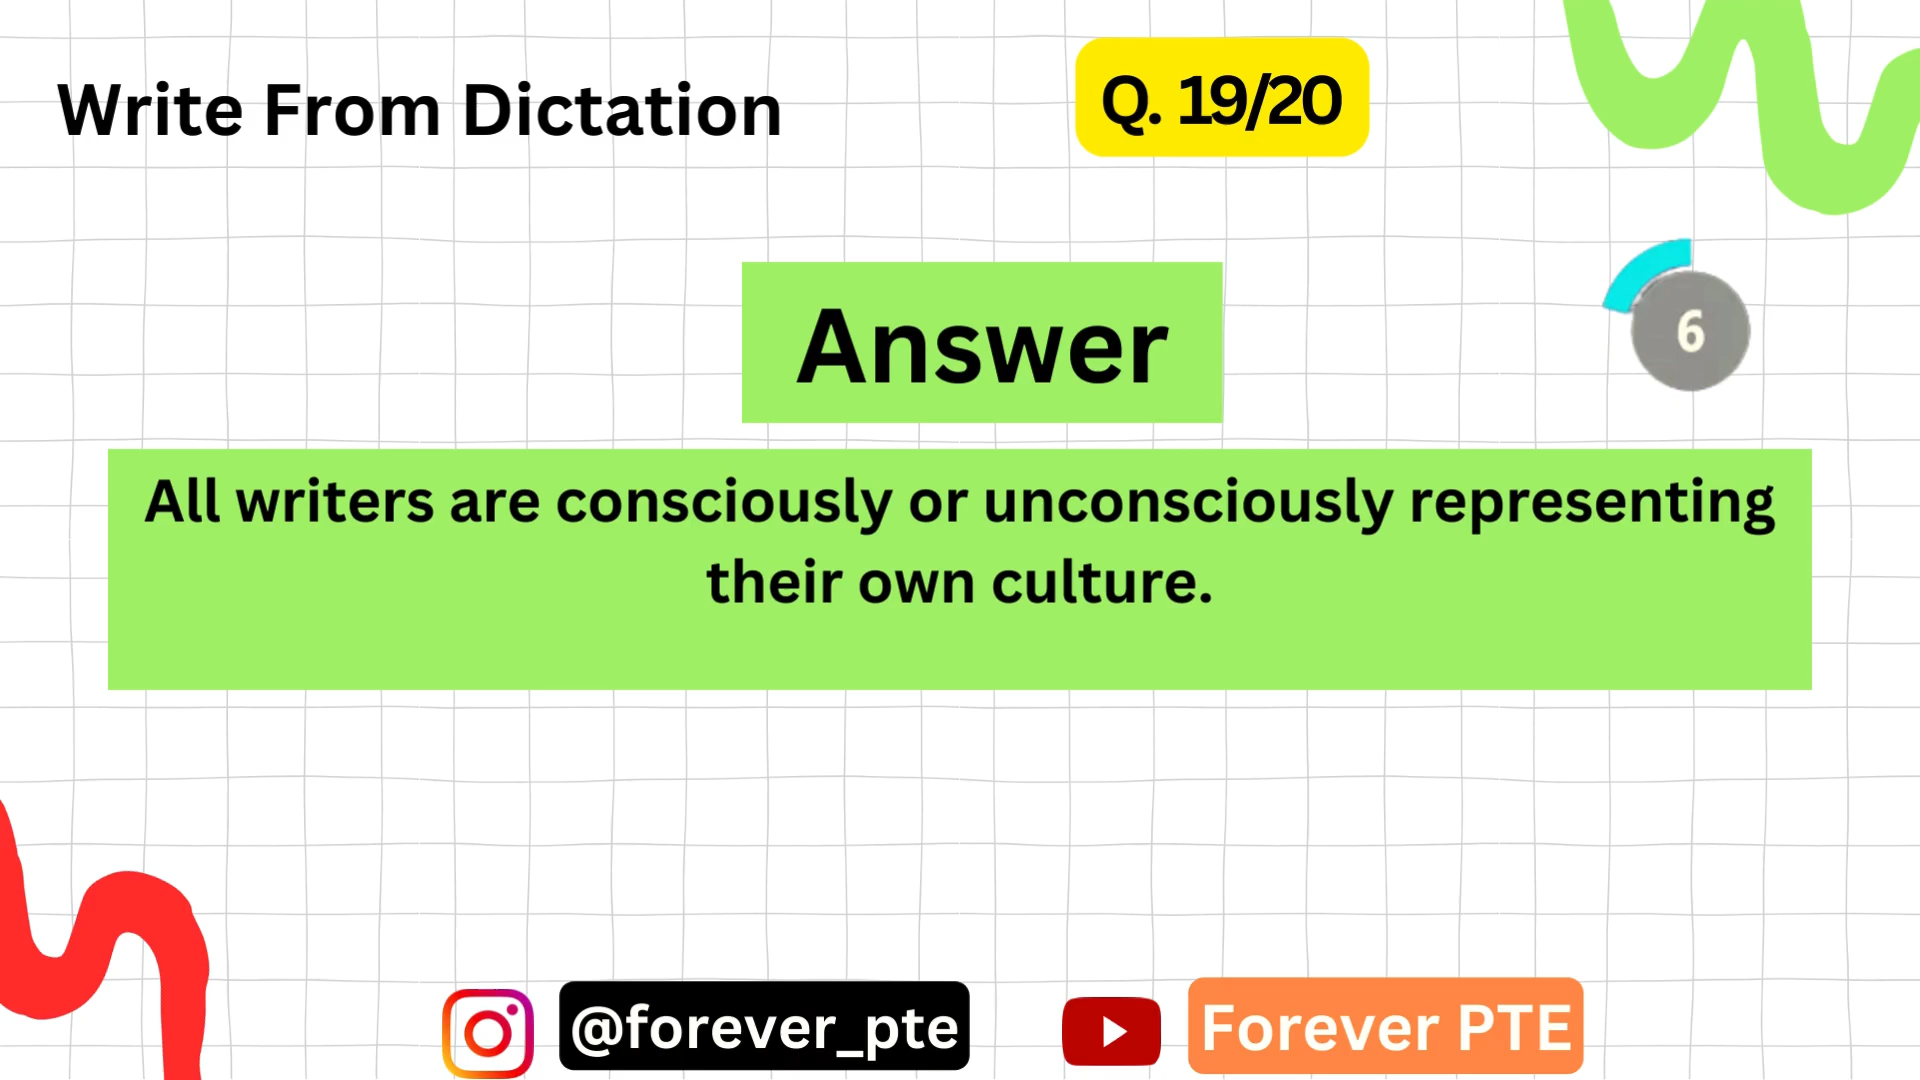 Write From Dictation
Q. 19/20
Answer
6
All writers are consciously or unconsciously representing
their own culture.
@forever_pte
Forever PTE